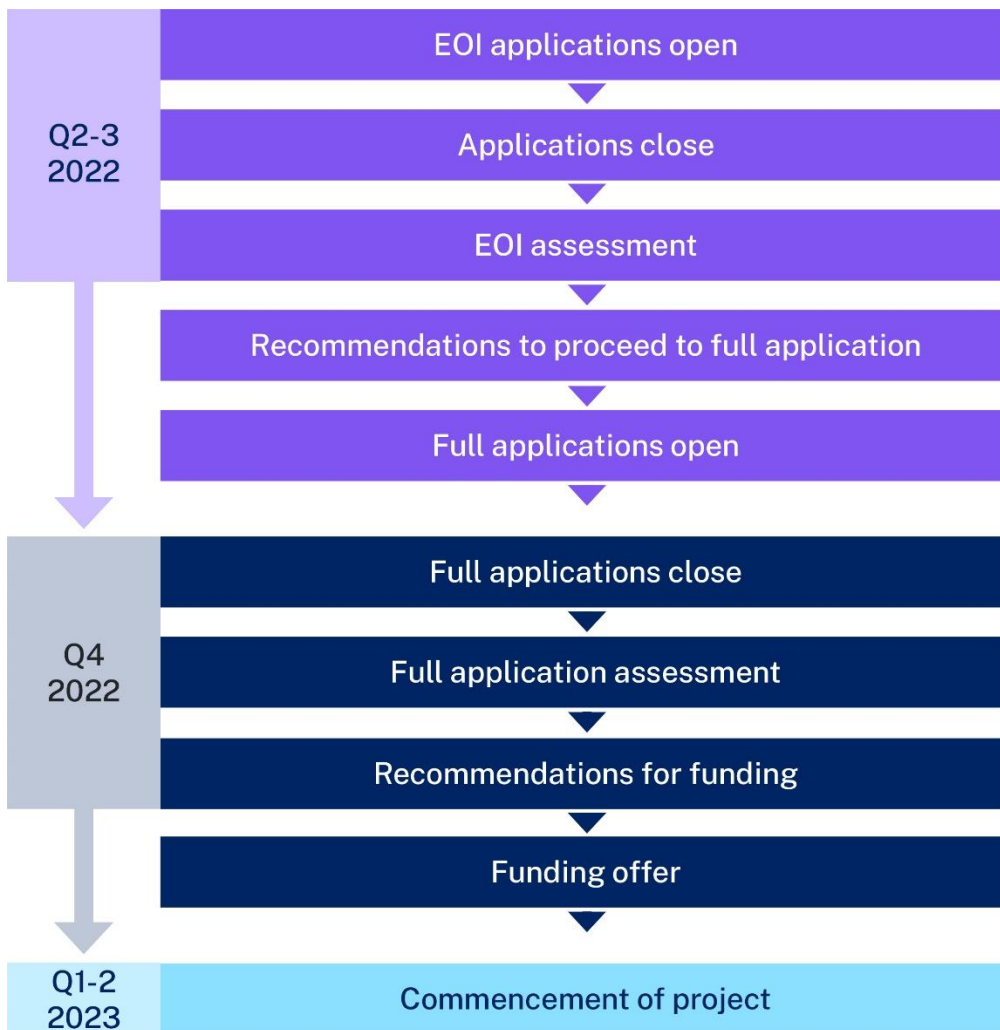 Q2-3
2022
EOI applications open
Applications close
EOI assessment
Recommendations to proceed to full application
Full applications open
Q4
2022
Full applications close
Full application assessment
Recommendations for funding
Funding offer
Q1-2
2023
Commencement of project